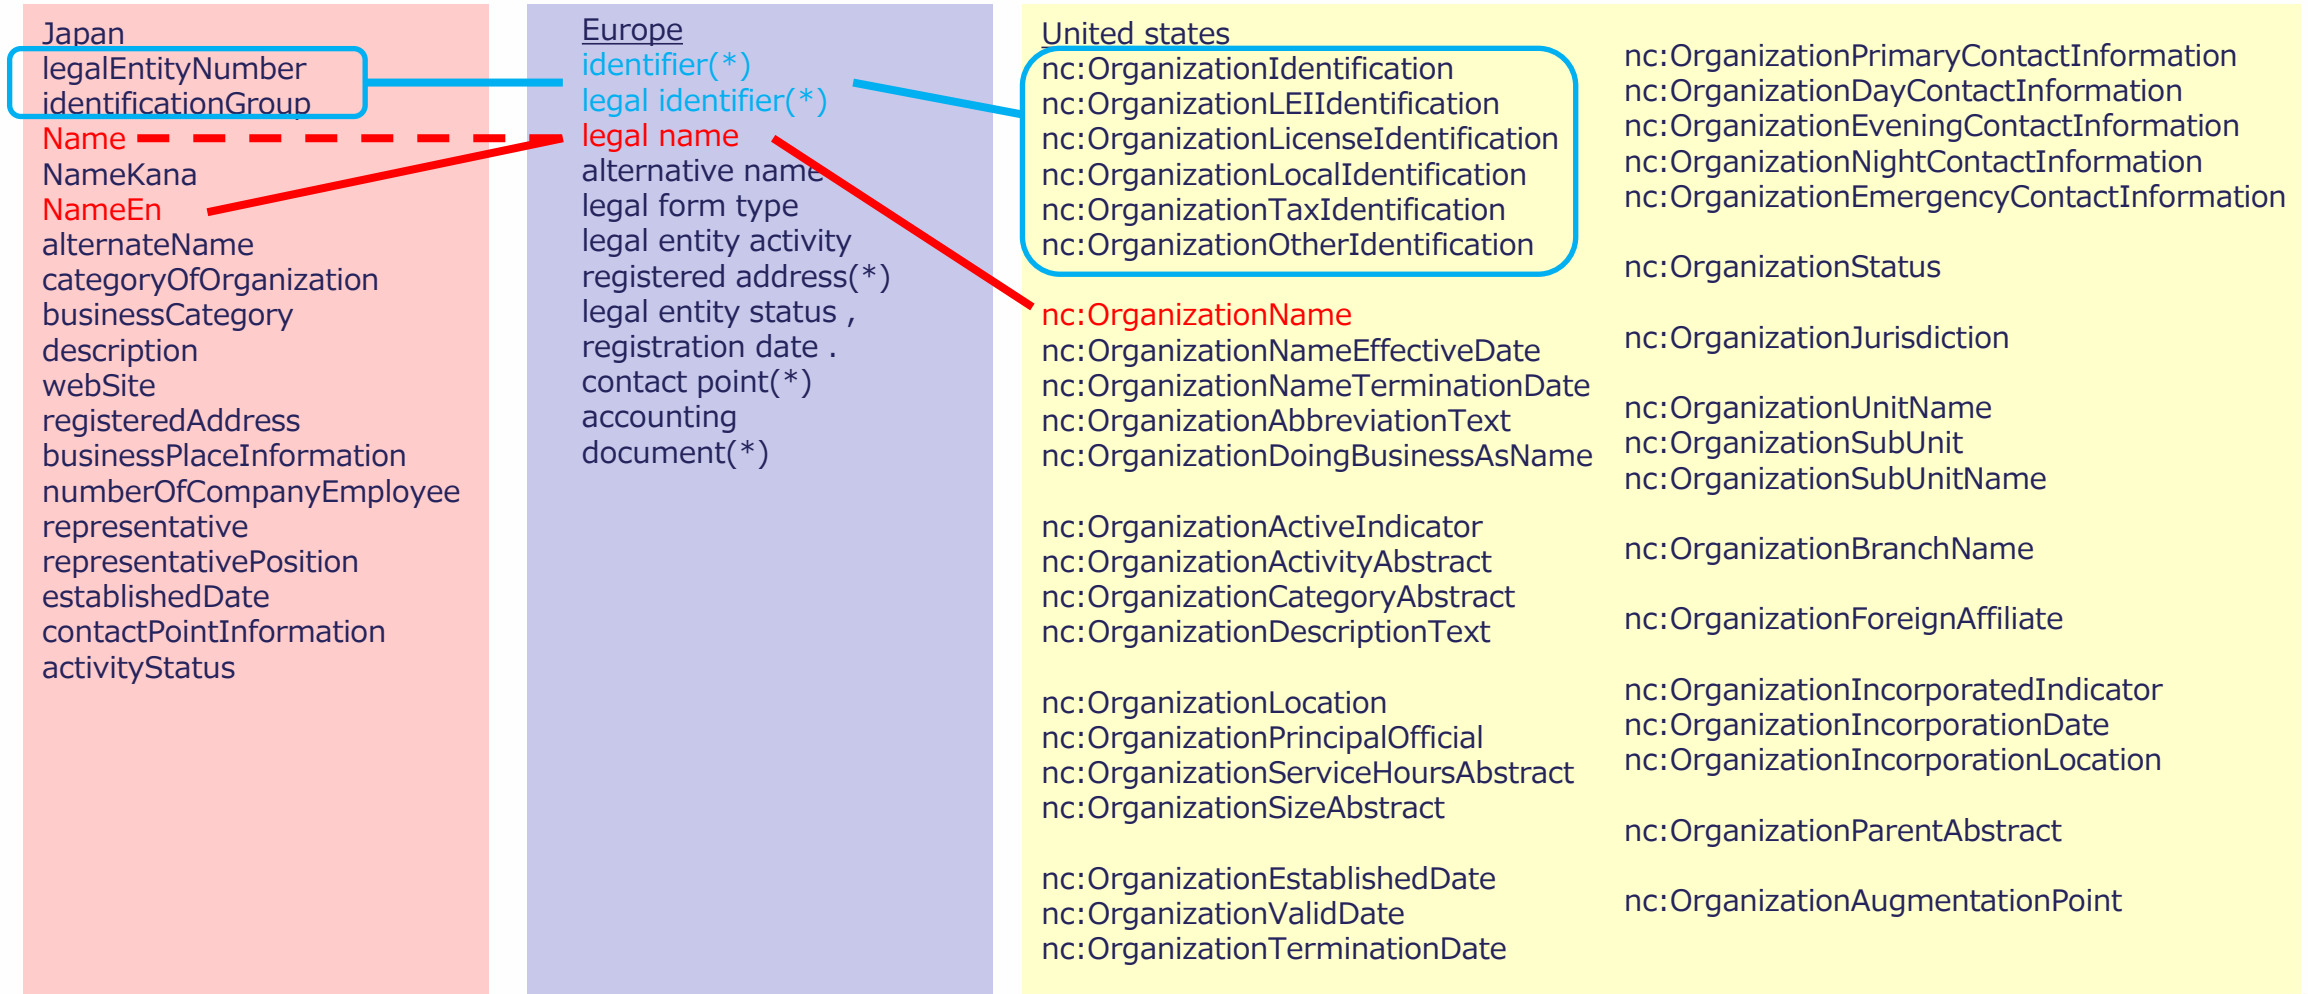 Japan
legalEntityNumber
identificationGroup
Name
NameKana
NameEn
alternateName
categoryOfOrganization
businessCategory
description
webSite
registeredAddress
businessPlaceInformation
numberOfCompanyEmployee
representative
representativePosition
establishedDate
contactPointInformation
activityStatus
Europe
identifier(*)
legal identifier(*)
legal name
alternative name
legal form type
legal entity activity
registered address(*)
legal entity status ,
registration date .
contact point(*)
accounting
document(*)
United states
nc:OrganizationIdentification
nc:OrganizationLEIIdentification
nc:OrganizationLicenseIdentification
nc:OrganizationLocalIdentification
nc:OrganizationTaxIdentification
nc:OrganizationOtherIdentification
nc:OrganizationName
nc:OrganizationNameEffectiveDate
nc:OrganizationNameTerminationDate
nc:OrganizationAbbreviationText
nc:OrganizationDoingBusinessAsName
nc:OrganizationActiveIndicator
nc:OrganizationActivityAbstract
nc:OrganizationCategoryAbstract
nc:OrganizationDescriptionText
nc:OrganizationLocation
nc:OrganizationPrincipalOfficial
nc:OrganizationServiceHoursAbstract
nc:OrganizationSizeAbstract
nc:OrganizationEstablishedDate
nc:OrganizationValidDate
nc:OrganizationTerminationDate
nc:OrganizationPrimaryContactInformation
nc:OrganizationDayContactInformation
nc:OrganizationEveningContactInformation
nc:OrganizationNightContactInformation
nc:OrganizationEmergencyContactInformation
nc:OrganizationStatus
nc:OrganizationJurisdiction
nc:OrganizationUnitName
nc:OrganizationSubUnit
nc:OrganizationSubUnitName
nc:OrganizationBranchName
nc:OrganizationForeignAffiliate
nc:OrganizationIncorporatedIndicator
nc:OrganizationIncorporationDate
nc:OrganizationIncorporationLocation
nc:OrganizationParentAbstract
nc:OrganizationAugmentationPoint